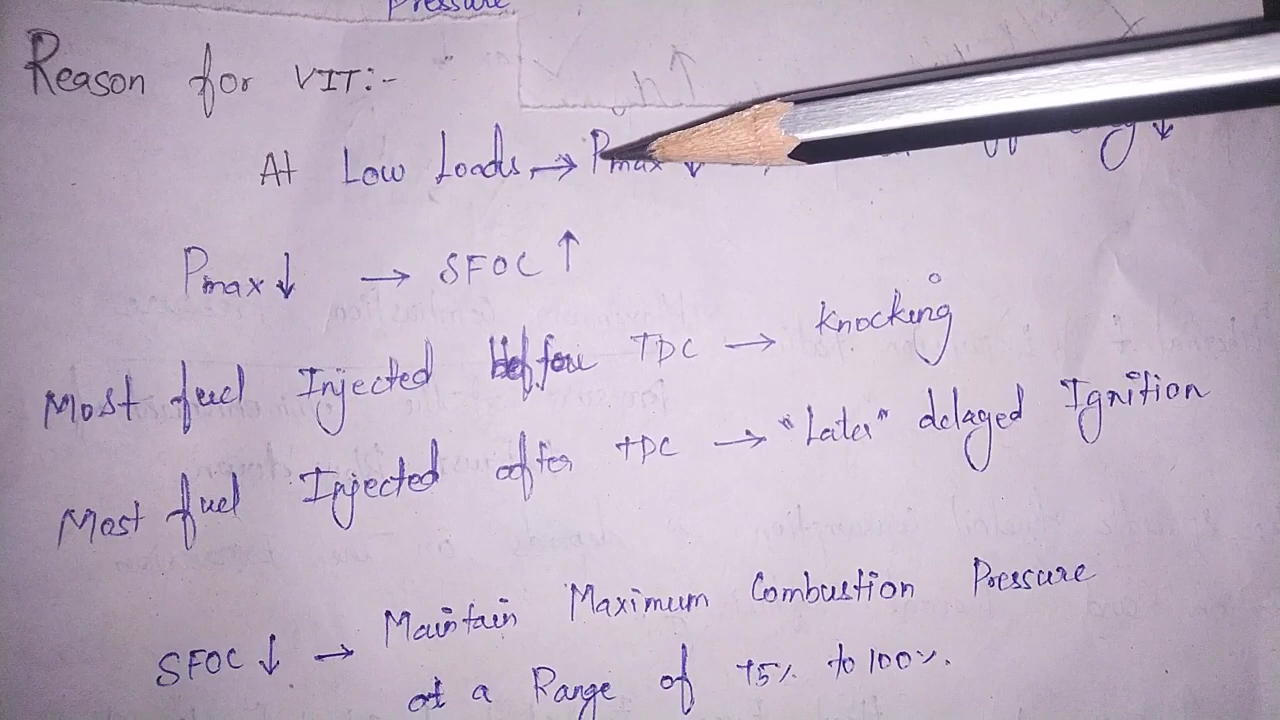 Pressure
Reason for VIT:-
At Low Loads, → Pmax ↓
Pmax ↓ → SFOC ↑
Most fuel Injected before TDC → knocking
Most fuel Injected after TDC → "Later" delayed Ignition
SFOC ↓ → Maintain Maximum Combustion Pressure
at a Range of 75% to 100%.